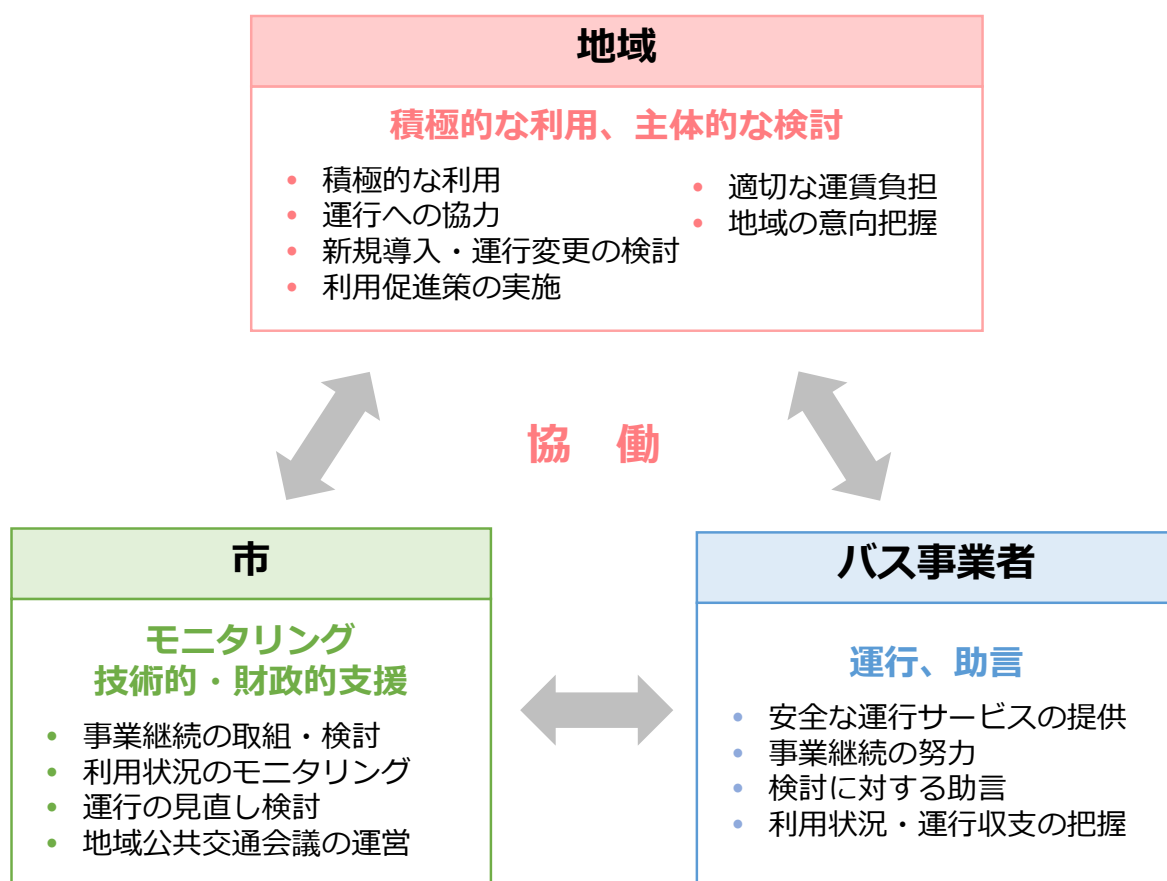 地域
積極的な利用、主体的な検討
• 積極的な利用
• 運行への協力
• 新規導入・運行変更の検討
• 利用促進策の実施
• 適切な運賃負担
• 地域の意向把握
協　働
市
モニタリング
技術的・財政的支援
• 事業継続の取組・検討
• 利用状況のモニタリング
• 運行の見直し検討
• 地域公共交通会議の運営
バス事業者
運行、助言
• 安全な運行サービスの提供
• 事業継続の努力
• 検討に対する助言
• 利用状況・運行収支の把握